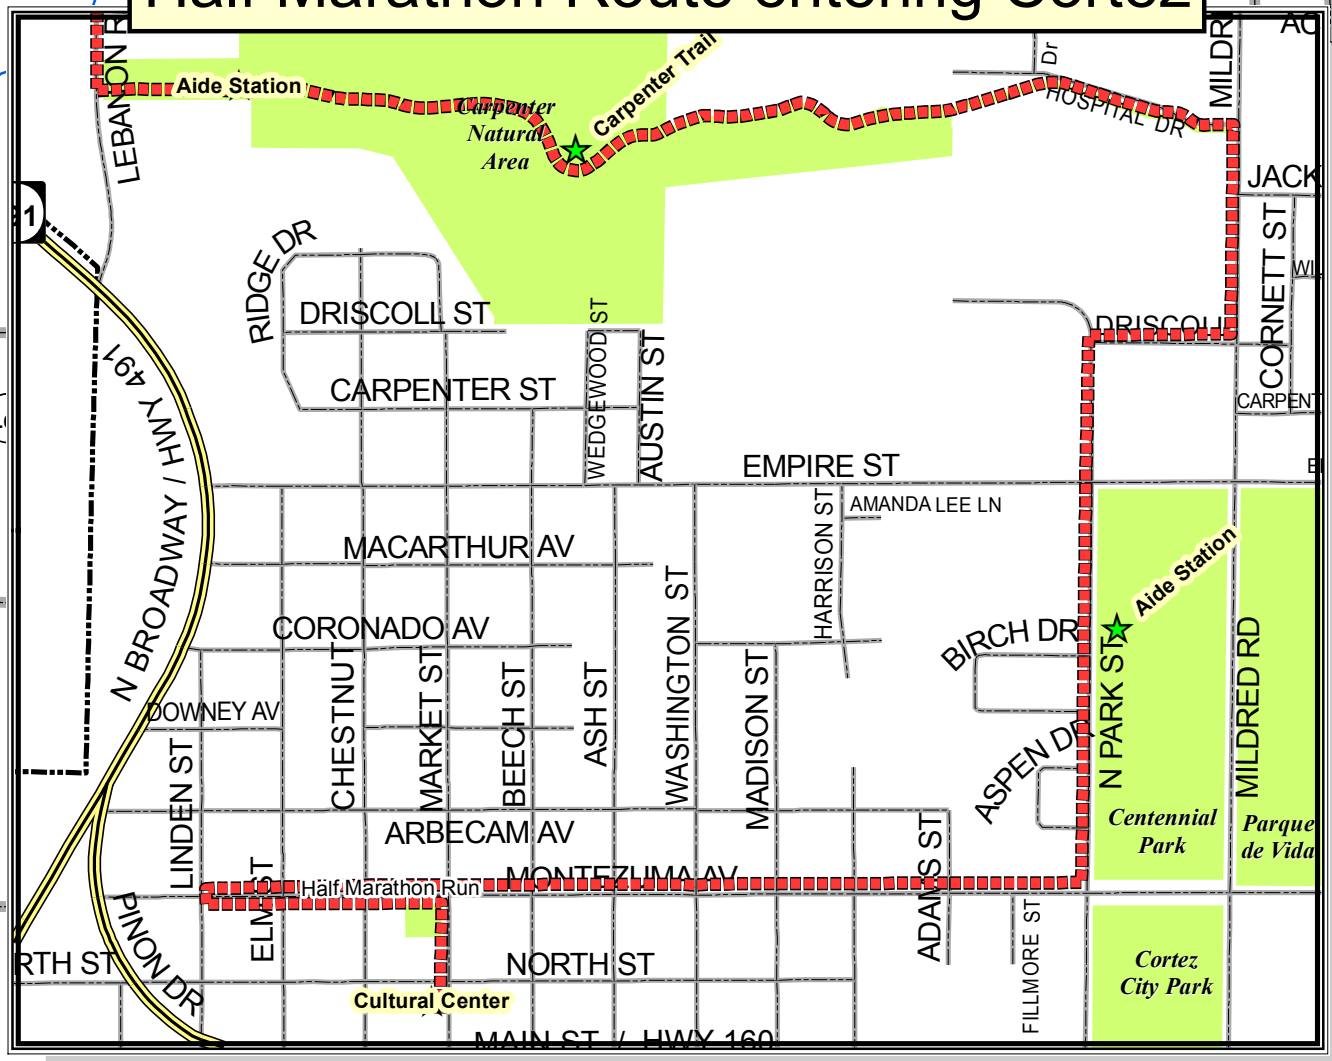 Half Marathon Route entering Cortez
LEBANON R
Aide Station
Carpenter Trail
Carpenter
Natural
Area
Dr
HOSPITAL DR
MILDR
AC
JACK
91
RIDGE DR
DRISCOLL ST
CARPENTER ST
WEDGEWOOD ST
AUSTIN ST
DRISCOLL
CORNETT ST
WI
CARPENT
EMPIRE ST
HARRISON ST
AMANDA LEE LN
N BROADWAY / HWY 491
MACARTHUR AV
CORONADO AV
DOWNEY AV
LINDEN ST
CHESTNUT
MARKET ST
BEECH ST
ASH ST
WASHINGTON ST
MADISON ST
BIRCH DR
Aide Station
N PARK ST
ASPEN DR
MILDRED RD
Centennial
Park
Parque
de Vida
ARBECAM AV
MONTEZUMA AV
Half Marathon Run
ELM ST
ADAMS ST
PINON DR
RTH ST
NORTH ST
FILLMORE ST
Cortez
City Park
Cultural Center
MAIN ST / HWY 160